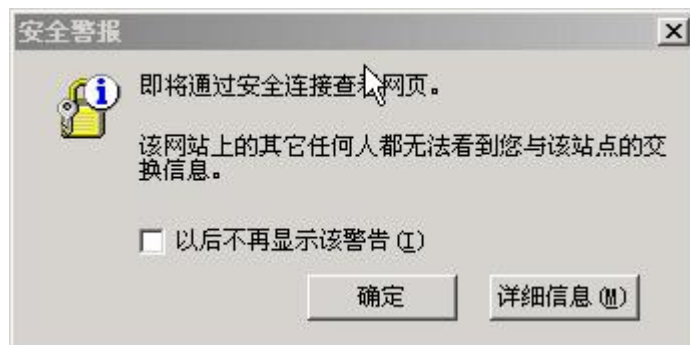 安全警报
即将通过安全连接查看网页。
该网站上的其它任何人都无法看到您与该站点的交
换信息。
以后不再显示该警告(I)
确定
详细信息(M)